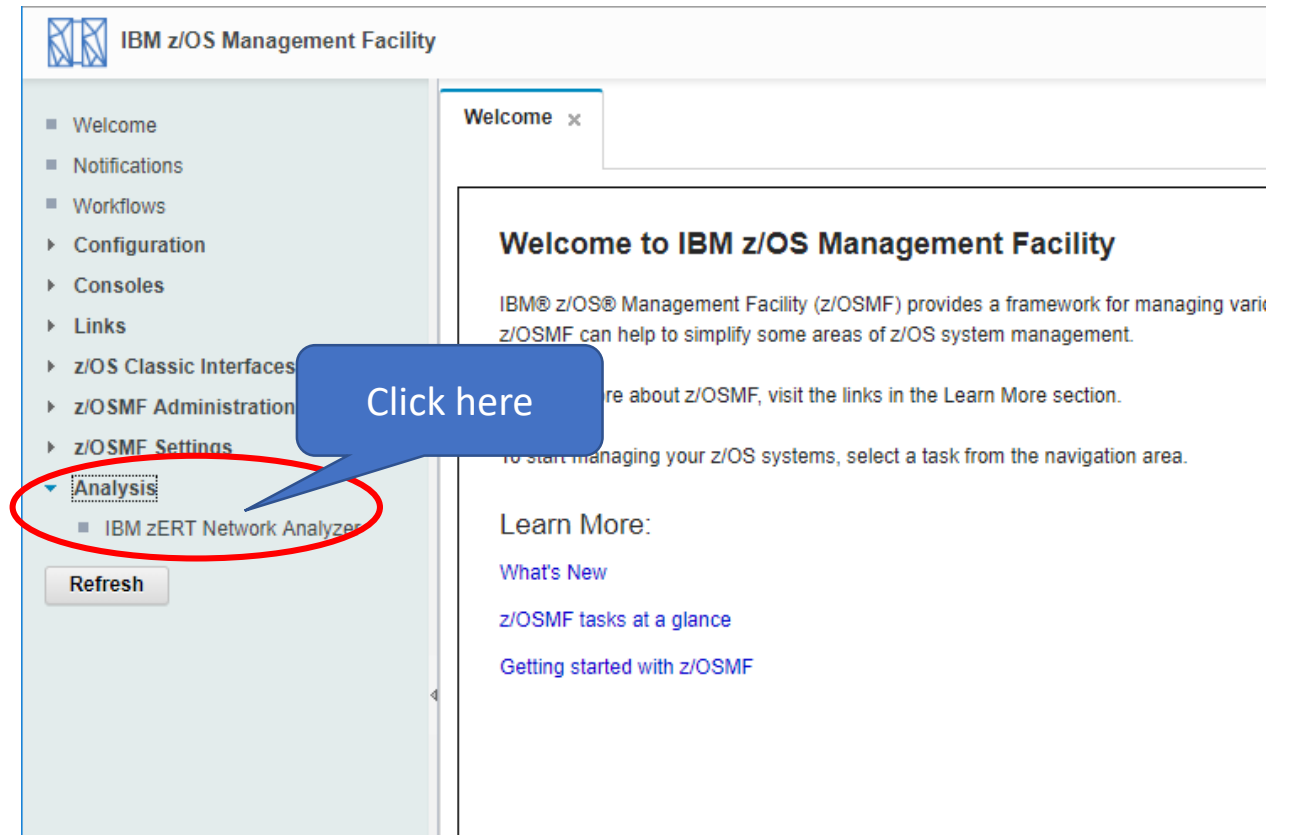 IBM z/OS Management Facility
Welcome
Notifications
Workflows
Configuration
Consoles
Links
z/OS Classic Interfaces
z/OSMF Administration
z/OSMF Settings
Analysis
IBM zERT Network Analyzer
Refresh
Click here
Welcome x
Welcome to IBM z/OS Management Facility
IBM® z/OS® Management Facility (z/OSMF) provides a framework for managing
z/OSMF can help to simplify some areas of z/OS system management.
about z/OSMF, visit the links in the Learn More section.
To start managing your z/OS systems, select a task from the navigation area.
Learn More:
What's New
z/OSMF tasks at a glance
Getting started with z/OSMF